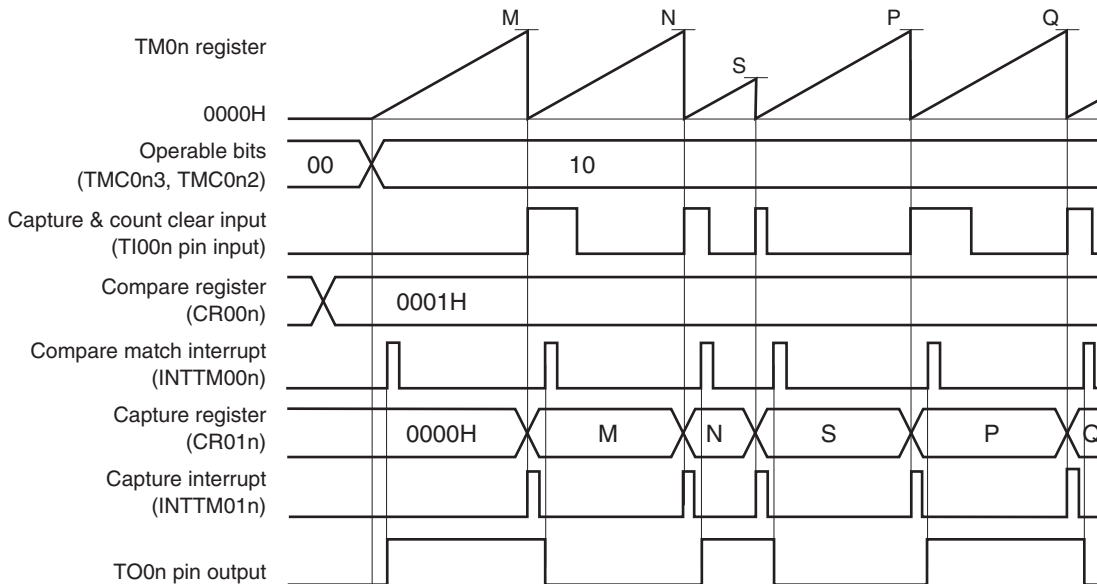 M N P Q
TM0n register
S
0000H
Operable bits
(TMC0n3, TMC0n2)
00 10
Capture & count clear input
(TI00n pin input)
Compare register
(CR00n)
0001H
Compare match interrupt
(INTTM00n)
Capture register
(CR01n)
0000H M N S P Q
Capture interrupt
(INTTM01n)
TO0n pin output